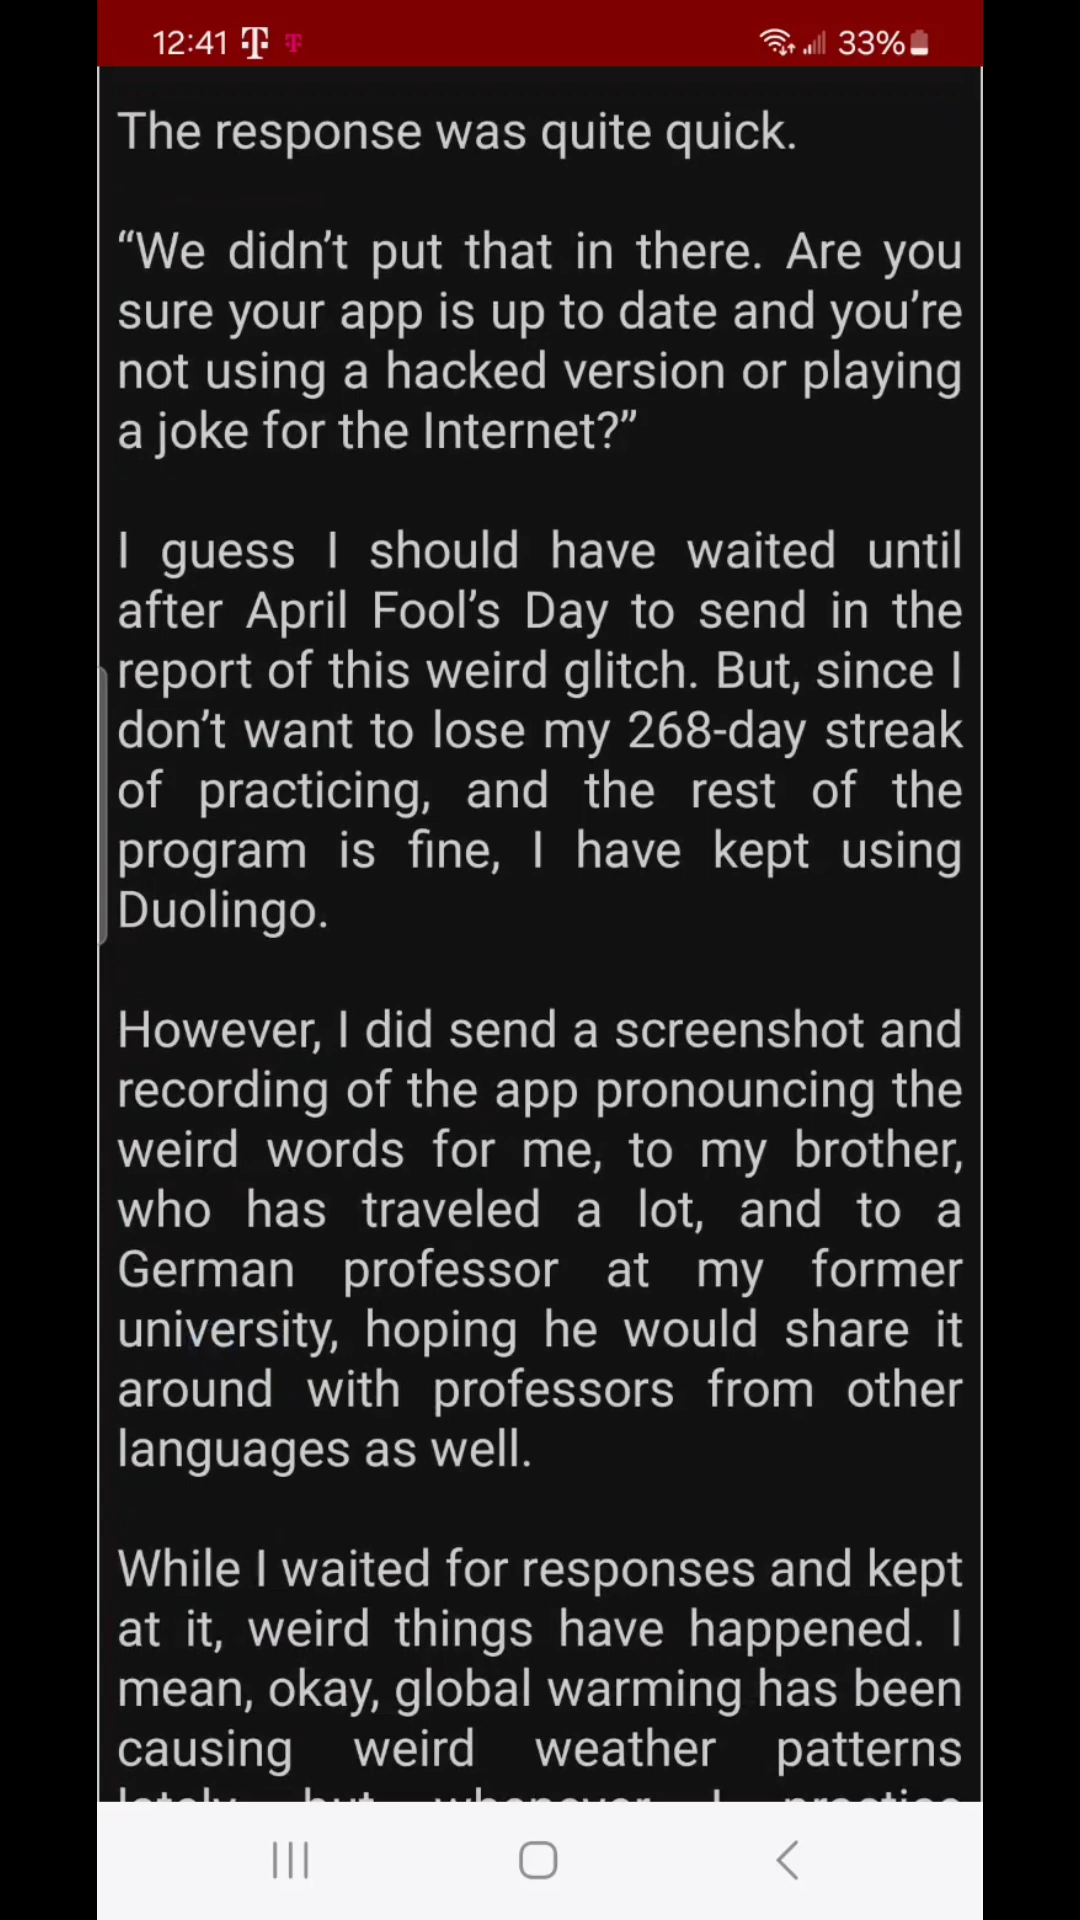 12:41
33%
The response was quite quick.
“We didn’t put that in there. Are you
sure your app is up to date and you’re
not using a hacked version or playing
a joke for the Internet?”
I guess I should have waited until
after April Fool’s Day to send in the
report of this weird glitch. But, since I
don’t want to lose my 268-day streak
of practicing, and the rest of the
program is fine, I have kept using
Duolingo.
However, I did send a screenshot and
recording of the app pronouncing the
weird words for me, to my brother,
who has traveled a lot, and to a
German professor at my former
university, hoping he would share it
around with professors from other
languages as well.
While I waited for responses and kept
at it, weird things have happened. I
mean, okay, global warming has been
causing weird weather patterns